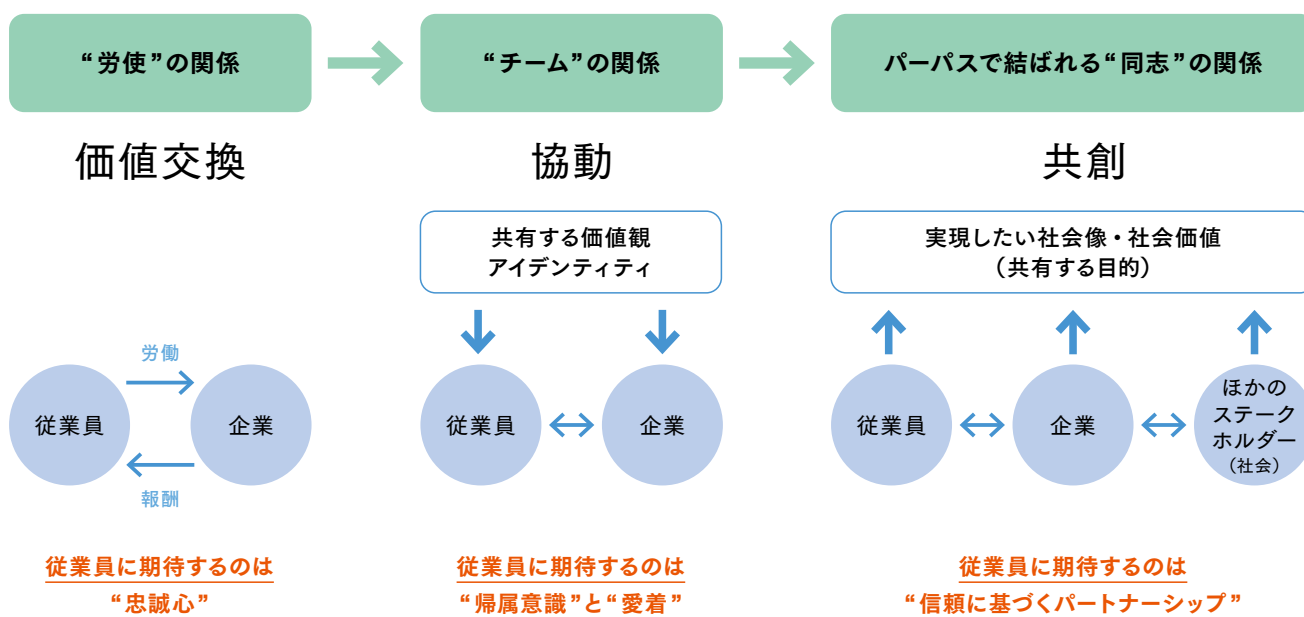 “労使”の関係
“チーム”の関係
パーパスで結ばれる“同志”の関係
価値交換
協動
共創
共有する価値観
アイデンティティ
実現したい社会像・社会価値
（共有する目的）
労働
従業員
企業
報酬
従業員
企業
従業員
企業
ほかの
ステーク
ホルダー
（社会）
従業員に期待するのは
“忠誠心”
従業員に期待するのは
“帰属意識”と“愛着”
従業員に期待するのは
“信頼に基づくパートナーシップ”